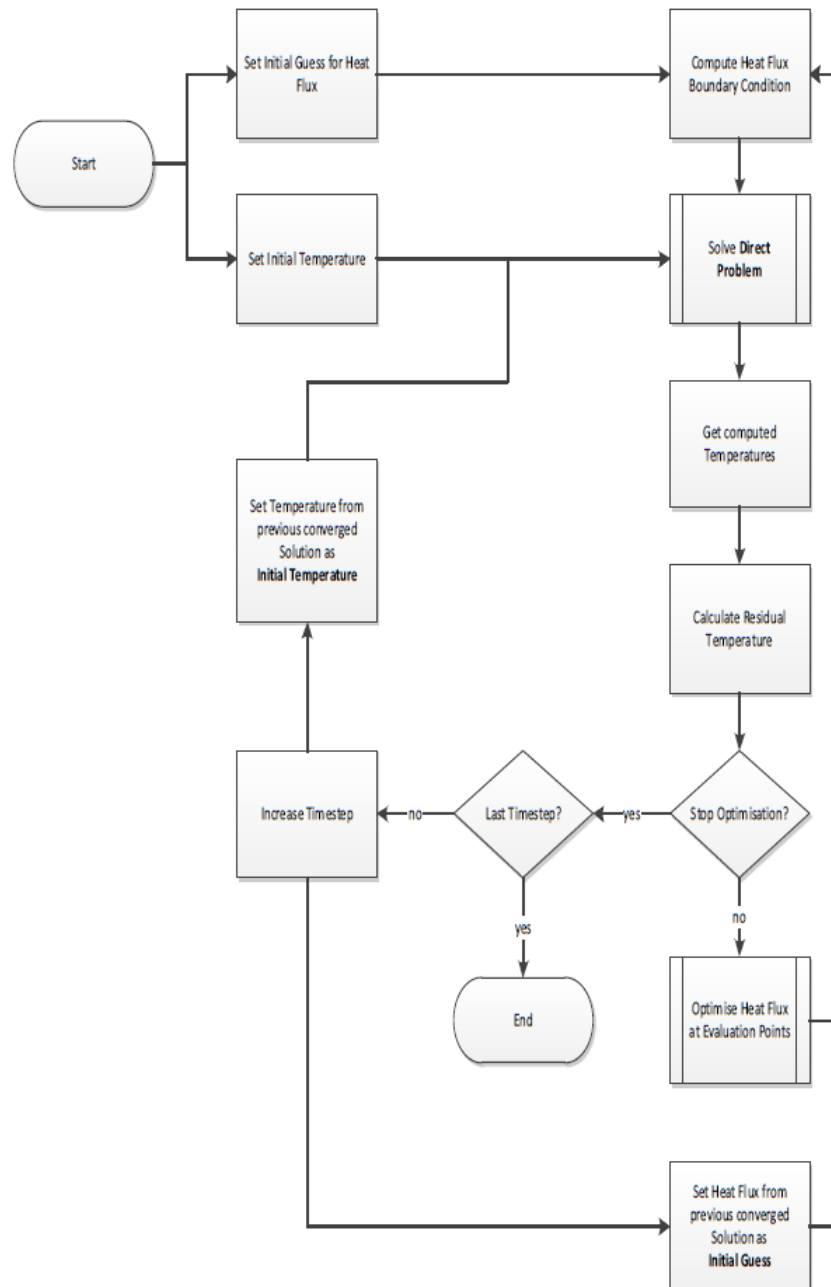 Set Initial Guess for Heat
Flux
Compute Heat Flux
Boundary Condition
Start
Set Initial Temperature
Solve Direct
Problem
Get computed
Temperatures
Set Temperature from
previous converged
Solution as
Initial Temperature
Calculate Residual
Temperature
Increase Timestep
no
Last Timestep?
yes
Stop Optimisation?
yes
no
End
Optimise Heat Flux
at Evaluation Points
Set Heat Flux from
previous converged
Solution as
Initial Guess